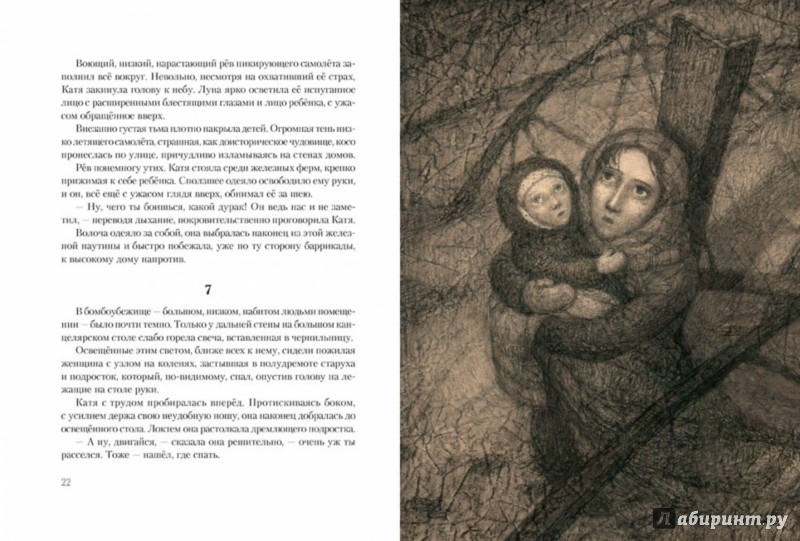 Воющий, низкий, нарастающий рёв пикирующего самолёта за-
полнил всё вокруг. Невольно, несмотря на охвативший её страх,
Катя закинула голову к небу. Луна ярко осветила её испуганное
лицо с расширенными блестящими глазами и лицо ребёнка, с ужа-
сом обращённое вверх.
Внезапно густая тьма плотно накрыла детей. Огромная тень низ-
ко летящего самолёта, страшная, как доисторическое чудовище, косо
пронеслась по улице, причудливо изламываясь на стенах домов.
Рёв понемногу утих. Катя стояла среди железных ферм, крепко
прижимая к себе ребёнка. Сползшее одеяло освободило ему руки,
и он, всё ещё с ужасом глядя вверх, обнимал её за шею.
— Ну, чего ты боишься, какой дурак! Он ведь нас и не заме-
тил, — переводя дыхание, покровительственно проговорила Катя.
Волоча одеяло за собой, она выбралась наконец из этой желез-
ной паутины и быстро побежала, уже по ту сторону баррикады,
к высокому дому напротив.
7
В бомбоубежище — большом, низком, набитом людьми помеще-
нии — было почти темно. Только у дальней стены на большом кан-
целярском столе слабо горела свеча, вставленная в чернильницу.
Освещённые этим светом, ближе всех к нему, сидели пожилая
женщина с узлом на коленях, застывшая в полудремоте старуха
и подросток, который, по-видимому, спал, опустив голову на ле-
жащие на столе руки.
Катя с трудом пробиралась вперёд. Протискиваясь боком,
с усилием держа свою неудобную ношу, она наконец добралась до
освещённого стола. Локтем она растолкала дремлющего подростка.
— А ну, двигайся, — сказала она решительно, — очень уж ты
расселся. Тоже — нашёл, где спать.
22
Лабиринт.ру